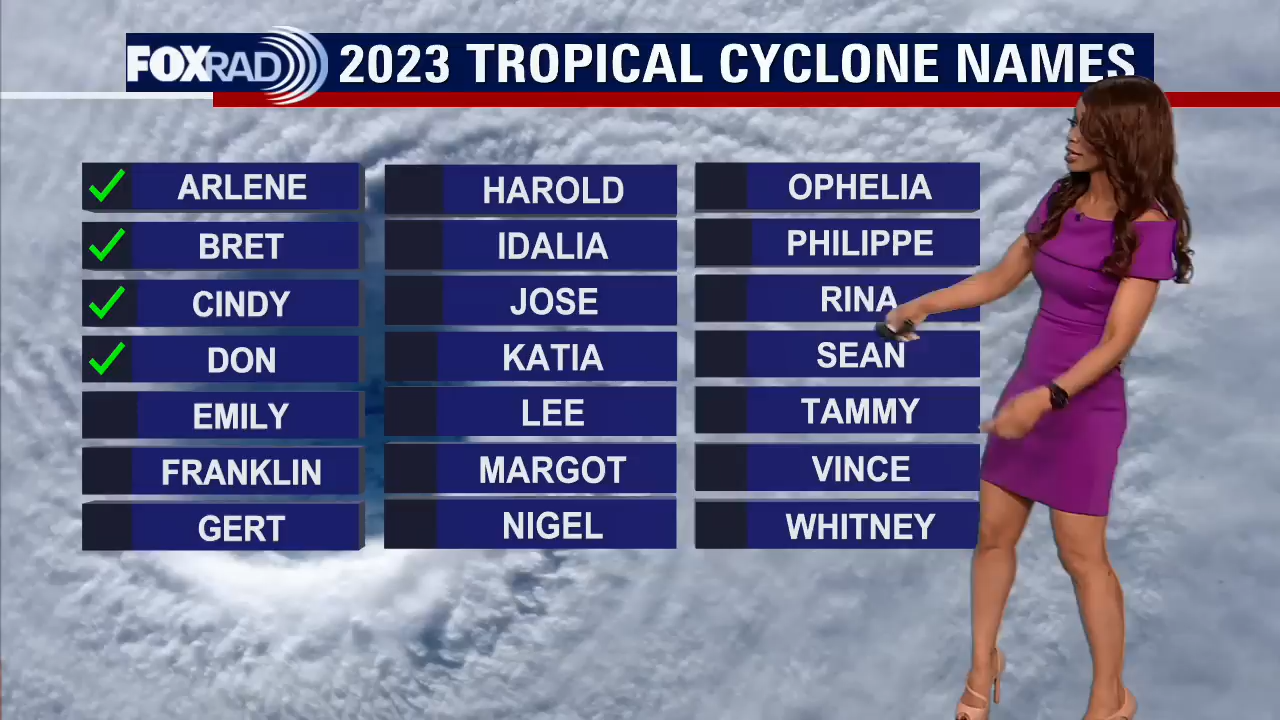 FOXRAD 2023 TROPICAL CYCLONE NAMES
ARLENE
BRET
CINDY
DON
EMILY
FRANKLIN
GERT
HAROLD
IDALIA
JOSE
KATIA
LEE
MARGOT
NIGEL
OPHELIA
PHILIPPE
RINA
SEAN
TAMMY
VINCE
WHITNEY